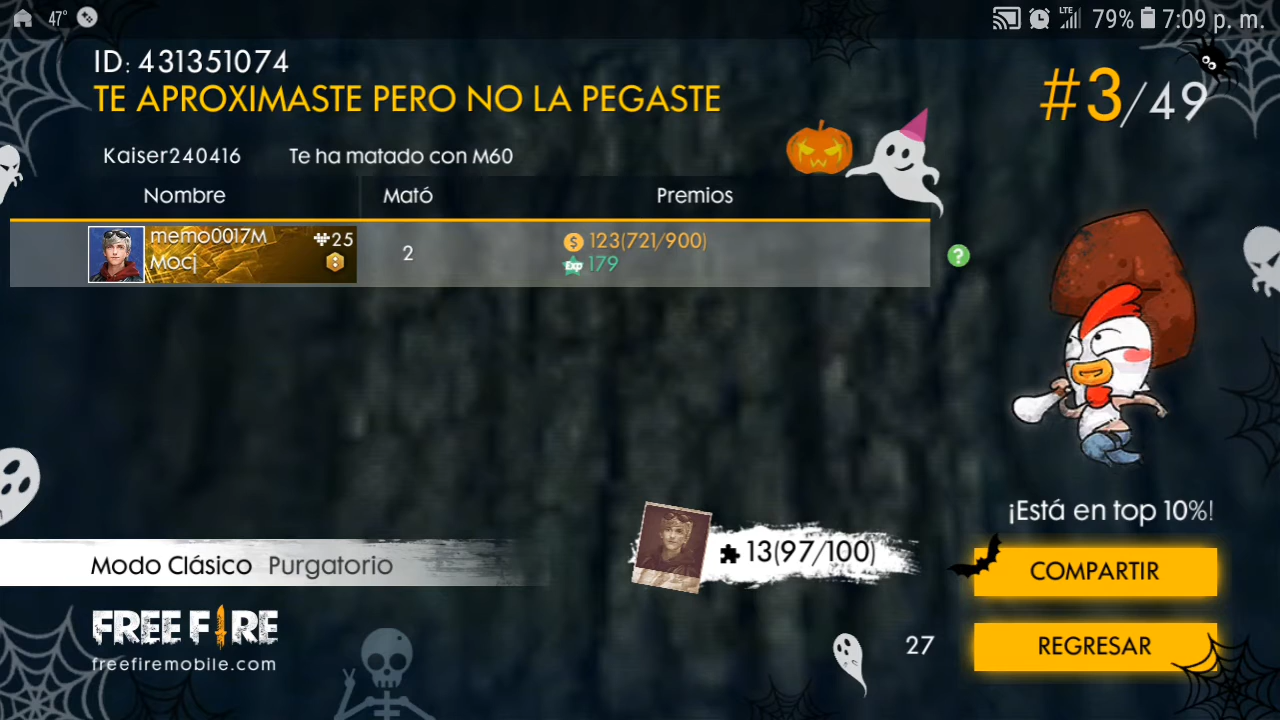 47°
LTE 79% 7:09 p. m.
ID: 431351074
TE APROXIMASTE PERO NO LA PEGASTE
#3/49
Kaiser240416 Te ha matado con M60
Nombre Mató Premios
memo0017M 25
Mocj
2
$ 123(721/900)
Exp 179
?
¡Está en top 10%!
13(97/100)
Modo Clásico Purgatorio
COMPARTIR
FREE FIRE
freefiremobile.com
27
REGRESAR